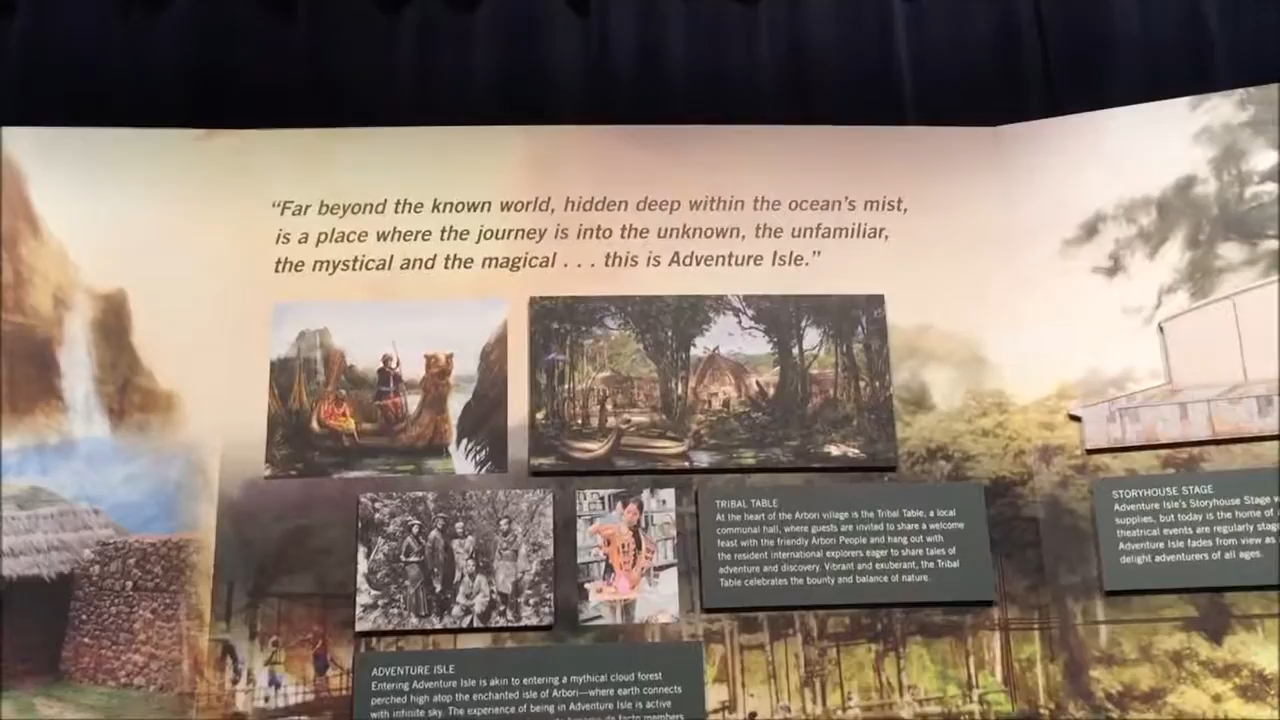 “Far beyond the known world, hidden deep within the ocean’s mist,
is a place where the journey is into the unknown, the unfamiliar,
the mystical and the magical . . . this is Adventure Isle.”
TRIBAL TABLE
At the heart of the Arbori village is the Tribal Table, a local
communal hall, where guests are invited to share a welcome
feast with the friendly Arbori People and hang out with
the resident international explorers eager to share tales of
adventure and discovery. Vibrant and exuberant, the Tribal
Table celebrates the bounty and balance of nature.
STORYHOUSE STAGE
Adventure Isle’s Storyhouse Stage
supplies, but today is the home of
theatrical events are regularly stag
Adventure Isle fades from view as
delight adventurers of all ages.
ADVENTURE ISLE
Entering Adventure Isle is akin to entering a mythical cloud forest
perched high atop the enchanted isle of Arbori—where earth connects
with infinite sky. The experience of being in Adventure Isle is active
de facto members